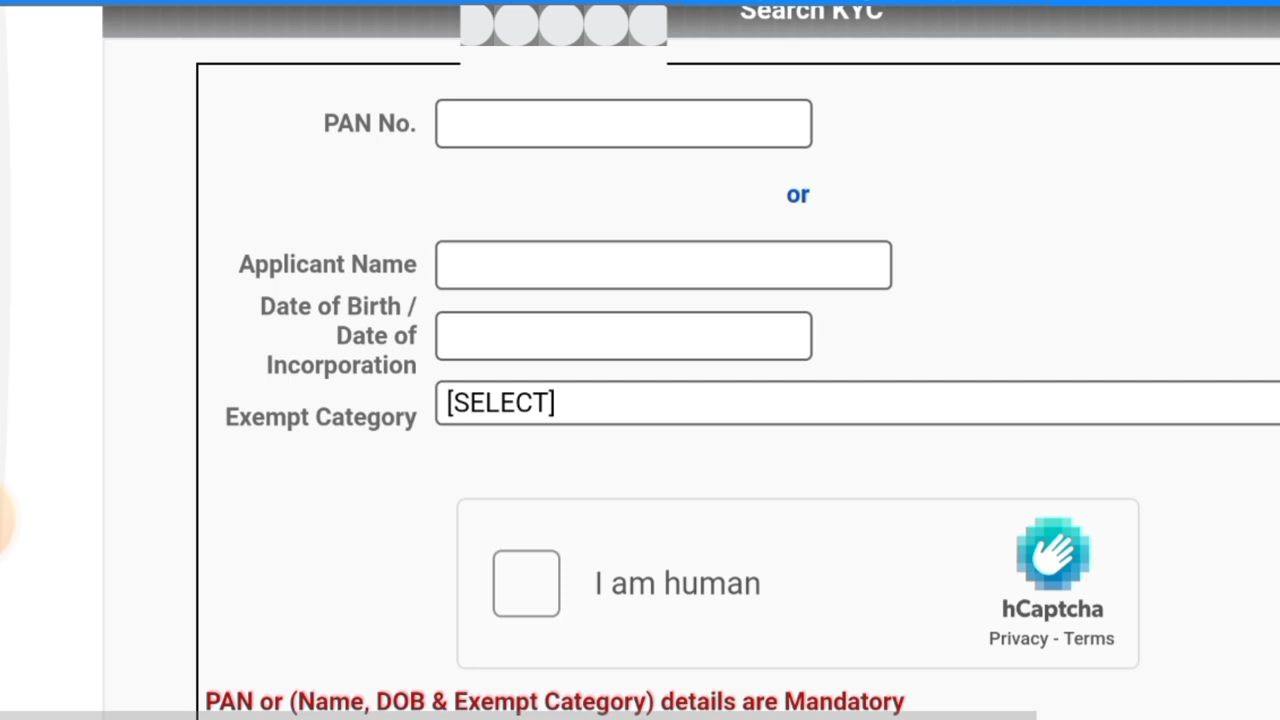 Search KYC
PAN No.
or
Applicant Name
Date of Birth /
Date of
Incorporation
Exempt Category
[SELECT]
I am human
hCaptcha
Privacy - Terms
PAN or (Name, DOB & Exempt Category) details are Mandatory